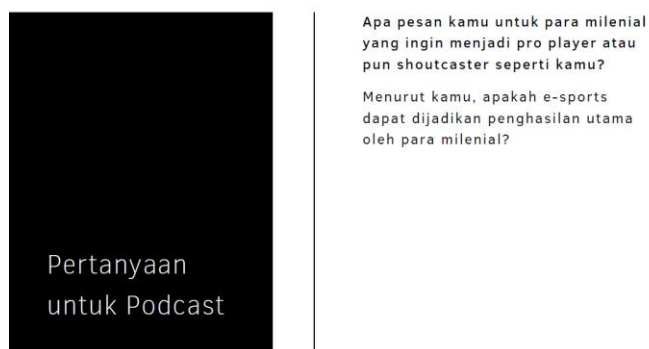 Pertanyaan
untuk Podcast
Apa pesan kamu untuk para milenial
yang ingin menjadi pro player atau
pun shoutcaster seperti kamu?
Menurut kamu, apakah e-sports
dapat dijadikan penghasilan utama
oleh para milenial?